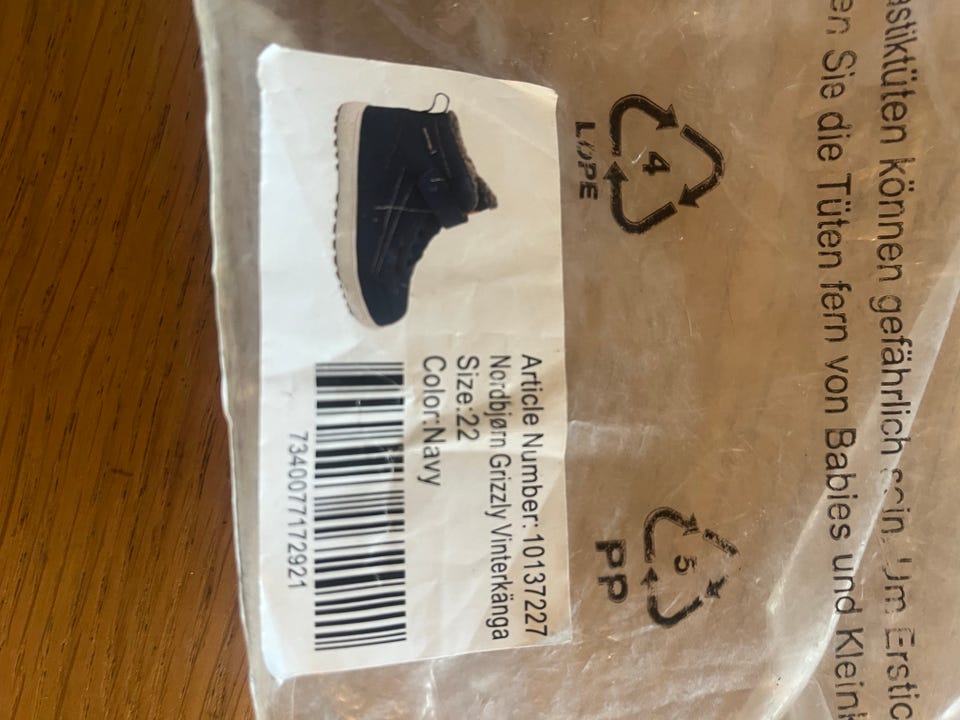 astiktüten können gefährlich sein. Um Erstic
en Sie die Tüten fern von Babies und Klein
4
LDPE
5
PP
Article Number: 10137227
Nordbjørn Grizzly Vinterkänga
Size:22
Color:Navy
7340077172921